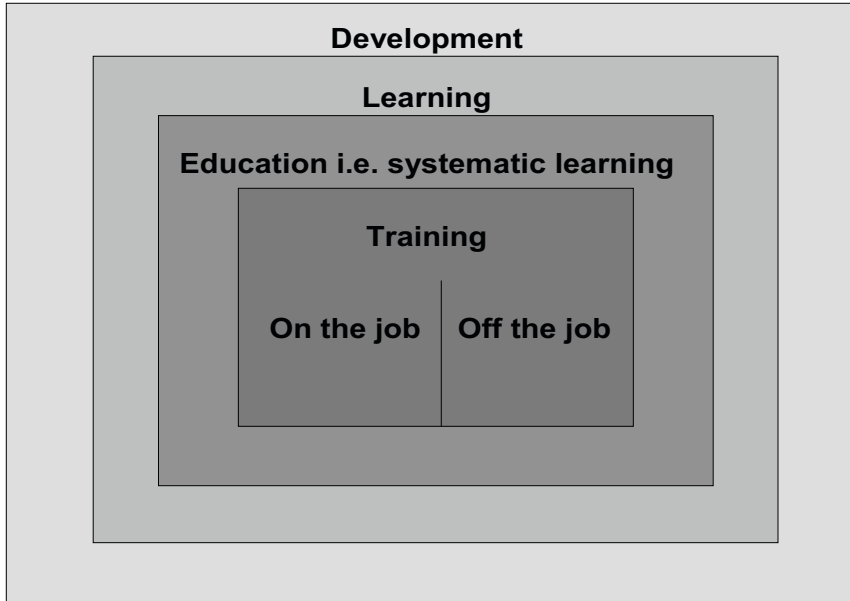 Development
Learning
Education i.e. systematic learning
Training
On the job
Off the job